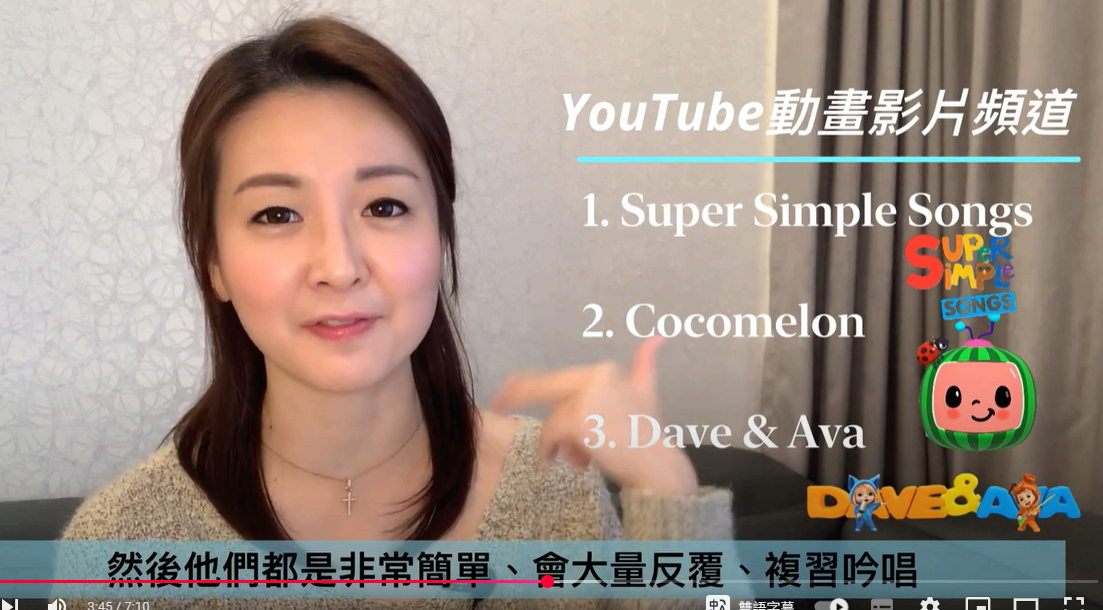 YouTube動畫影片頻道
1. Super Simple Songs
SUPER
SiMPLE
SONGS
2. Cocomelon
3. Dave & Ava
DAVE&AVA
然後他們都是非常簡單、會大量反覆、複習吟唱
3:45 / 7:10
雙語字幕